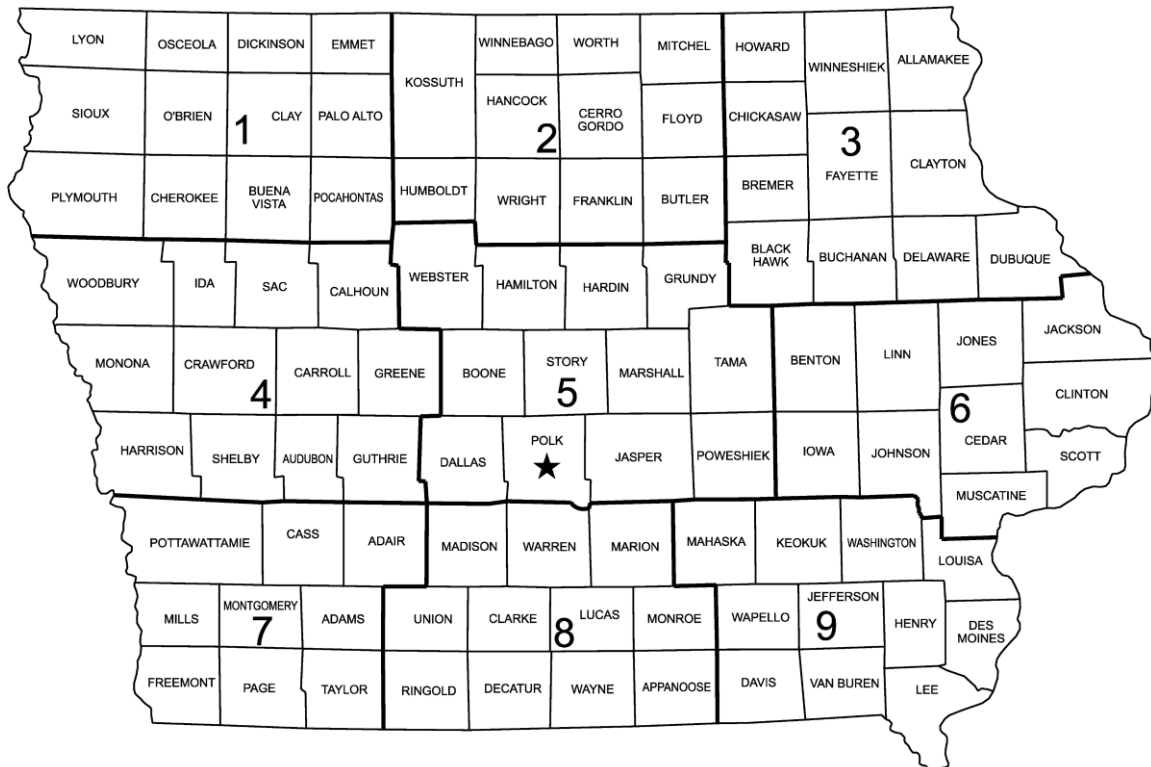 LYON
OSCEOLA
DICKINSON
EMMET
KOSSUTH
WINNEBAGO
WORTH
MITCHEL
HOWARD
WINNESHIEK
ALLAMAKEE
SIOUX
O'BRIEN
1
CLAY
PALO ALTO
HANCOCK
2
CERRO
GORDO
FLOYD
CHICKASAW
3
FAYETTE
CLAYTON
PLYMOUTH
CHEROKEE
BUENA
VISTA
POCAHONTAS
HUMBOLDT
WRIGHT
FRANKLIN
BUTLER
BREMER
BLACK
HAWK
BUCHANAN
DELAWARE
DUBUQUE
WOODBURY
IDA
SAC
CALHOUN
WEBSTER
HAMILTON
HARDIN
GRUNDY
MONONA
CRAWFORD
4
CARROLL
GREENE
BOONE
STORY
5
MARSHALL
TAMA
BENTON
LINN
JONES
JACKSON
6
CLINTON
HARRISON
SHELBY
AUDUBON
GUTHRIE
DALLAS
POLK
JASPER
POWESHIEK
IOWA
JOHNSON
CEDAR
SCOTT
MUSCATINE
POTTAWATTAMIE
CASS
ADAIR
MADISON
WARREN
MARION
MAHASKA
KEOKUK
WASHINGTON
LOUISA
MILLS
MONTGOMERY
7
ADAMS
UNION
CLARKE
8
LUCAS
MONROE
WAPELLO
JEFFERSON
9
HENRY
DES
MOINES
FREEMONT
PAGE
TAYLOR
RINGOLD
DECATUR
WAYNE
APPANOOSE
DAVIS
VAN BUREN
LEE